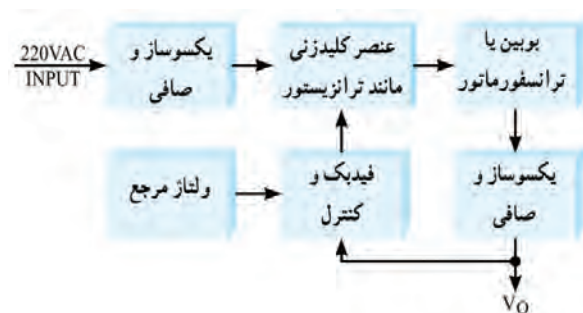 220VAC
INPUT
یکسوساز و
صافی
عنصر کلیدزنی
مانند ترانزیستور
بوبین یا
ترانسفورماتور
ولتاژ مرجع
فیدبک و
کنترل
یکسوساز و
صافی
VO